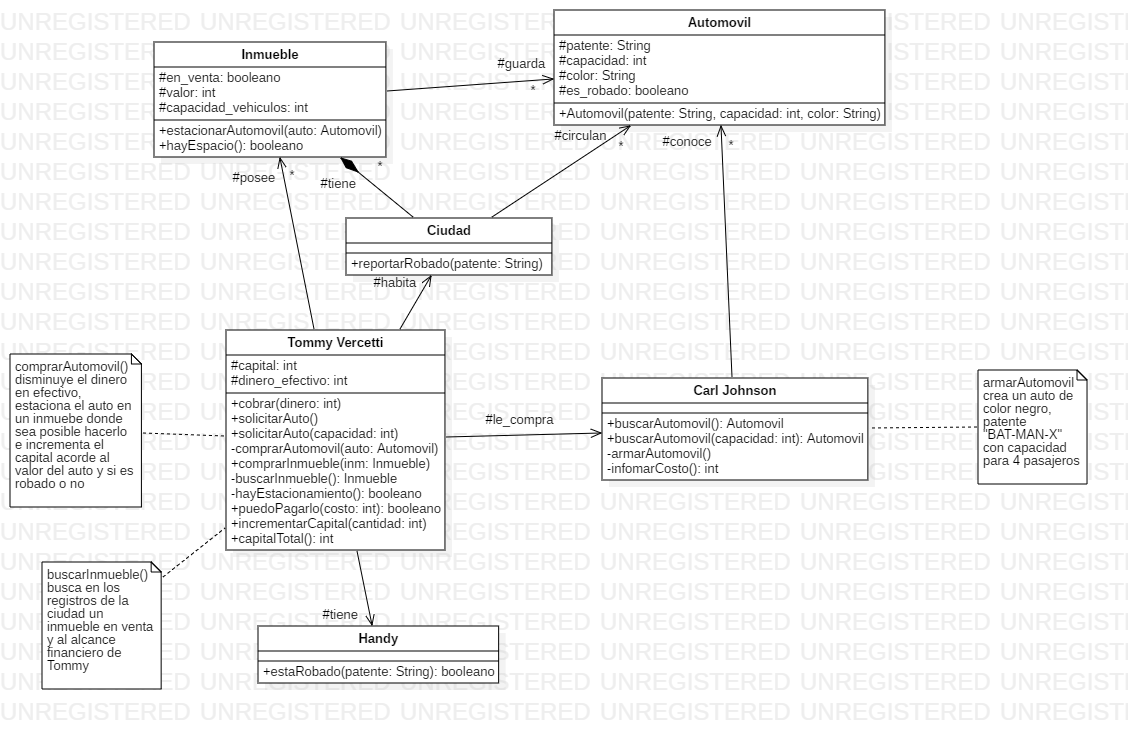 Automovil
#patente: String
#capacidad: int
#color: String
#es_robado: booleano
+Automovil(patente: String, capacidad: int, color: String)
Inmueble
#en_venta: booleano
#valor: int
#capacidad_vehiculos: int
+estacionarAutomovil(auto: Automovil)
+hayEspacio(): booleano
#guarda
*
#circulan
*
#conoce
*
#posee
*
#tiene
*
Ciudad
+reportarRobado(patente: String)
#habita
Tommy Vercetti
#capital: int
#dinero_efectivo: int
+cobrar(dinero: int)
+solicitarAuto()
+solicitarAuto(capacidad: int)
-comprarAutomovil(auto: Automovil)
+comprarInmueble(inm: Inmueble)
-buscarInmueble(): Inmueble
-hayEstacionamiento(): booleano
+puedoPagarlo(costo: int): booleano
+incrementarCapital(cantidad: int)
+capitalTotal(): int
comprarAutomovil()
disminuye el dinero
en efectivo,
estaciona el auto en
un inmuebe donde
sea posible hacerlo
e incrementa el
capital acorde al
valor del auto y si es
robado o no
#le_compra
Carl Johnson
+buscarAutomovil(): Automovil
+buscarAutomovil(capacidad: int): Automovil
-armarAutomovil()
-infomarCosto(): int
armarAutomovil
crea un auto de
color negro,
patente
"BAT-MAN-X"
con capacidad
para 4 pasajeros
buscarInmueble()
busca en los
registros de la
ciudad un
inmueble en venta
y al alcance
financiero de
Tommy
#tiene
Handy
+estaRobado(patente: String): booleano
UNREGISTERED